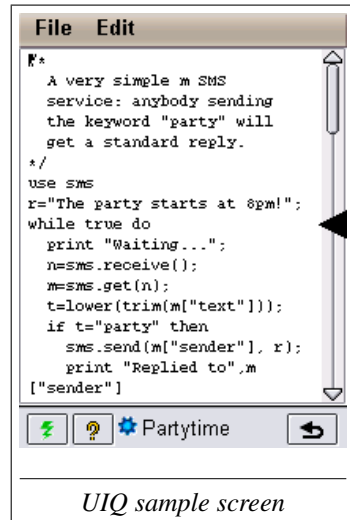 File Edit
/*
A very simple m SMS
service: anybody sending
the keyword "party" will
get a standard reply.
*/
use sms
r="The party starts at 8pm!";
while true do
print "Waiting...";
n=sms.receive();
m=sms.get(n);
t=lower(trim(m["text"]));
if t="party" then
sms.send(m["sender"], r);
print "Replied to",m
["sender"]
Partytime
UIQ sample screen